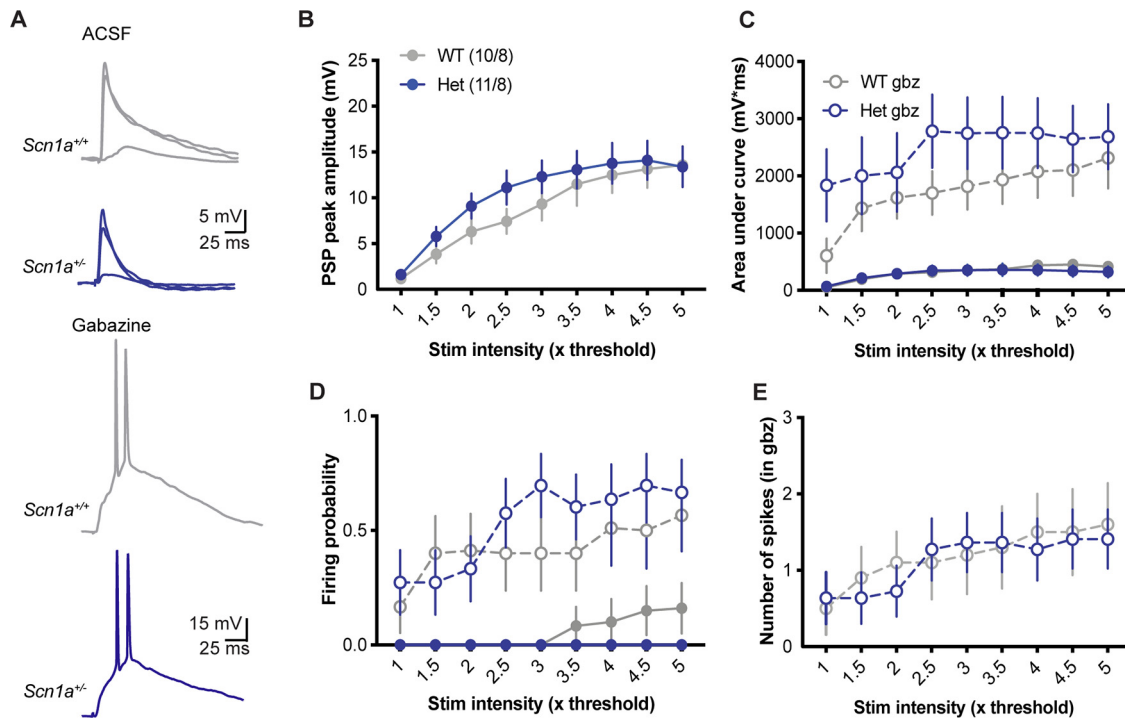 A
ACSF
Scn1a+/+
Scn1a+/-
5 mV
25 ms
Gabazine
Scn1a+/+
Scn1a+/-
15 mV
25 ms
B
WT (10/8)
Het (11/8)
PSP peak amplitude (mV)
25
20
15
10
5
0
1 1.5 2 2.5 3 3.5 4 4.5 5
Stim intensity (x threshold)
C
WT gbz
Het gbz
Area under curve (mV*ms)
4000
3000
2000
1000
0
1 1.5 2 2.5 3 3.5 4 4.5 5
Stim intensity (x threshold)
D
Firing probability
1.0
0.5
0.0
1 1.5 2 2.5 3 3.5 4 4.5 5
Stim intensity (x threshold)
E
Number of spikes (in gbz)
3
2
1
0
1 1.5 2 2.5 3 3.5 4 4.5 5
Stim intensity (x threshold)